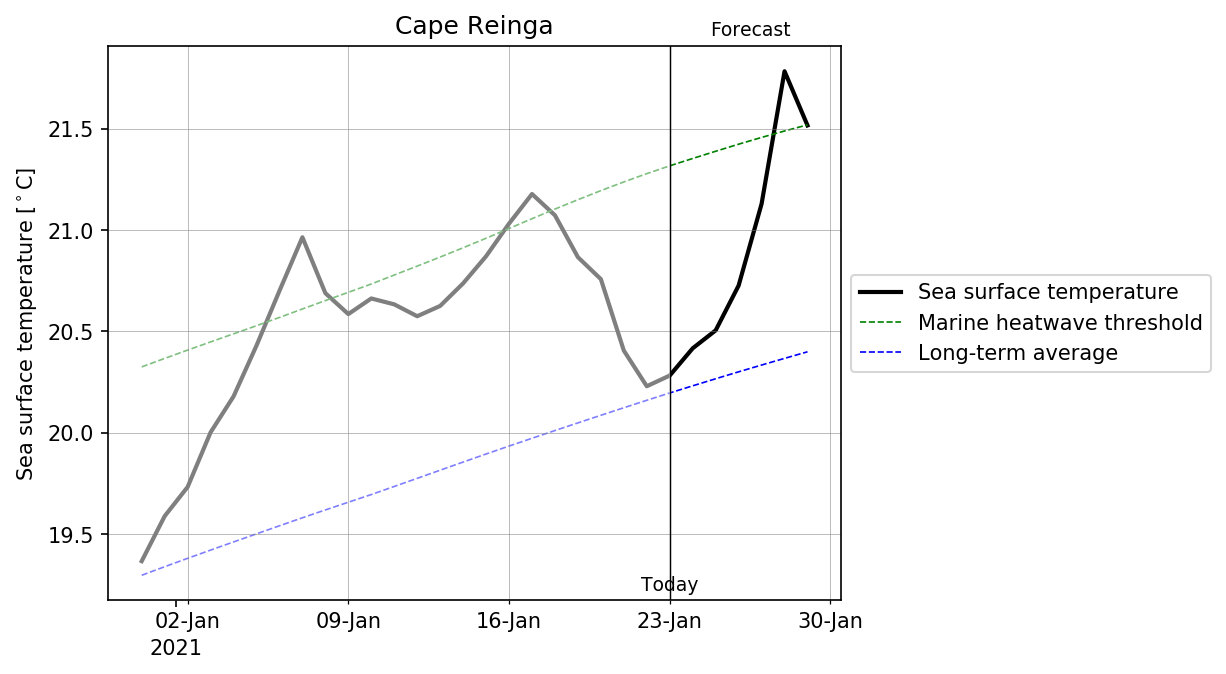 Cape Reinga
Forecast
Sea surface temperature [°C]
21.5
21.0
20.5
20.0
19.5
Today
02-Jan
09-Jan
16-Jan
23-Jan
30-Jan
2021
Sea surface temperature
Marine heatwave threshold
Long-term average